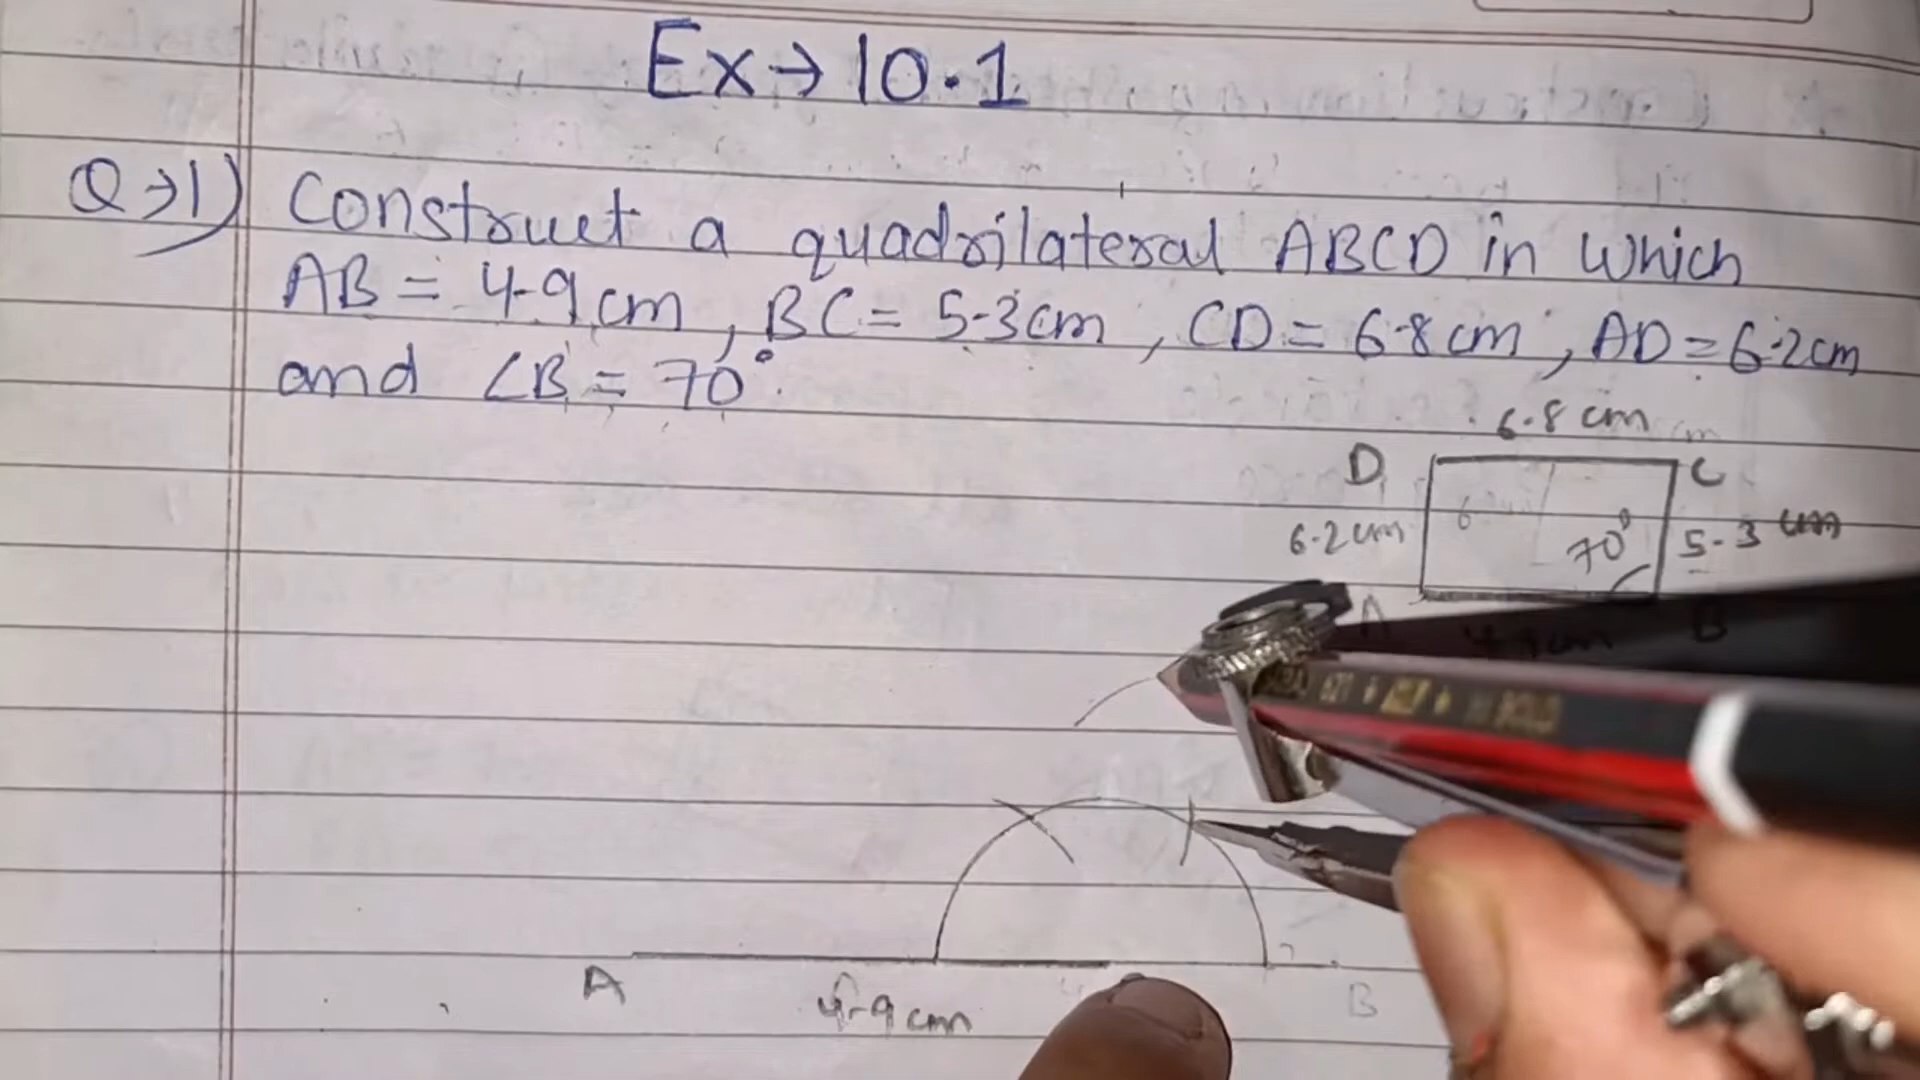 Ex → 10.1
Q → 1) Construct a quadrilateral ABCD in which
AB = 4.9 cm, BC = 5.3 cm, CD = 6.8 cm, AD = 6.2 cm
and ∠B = 70°.
6.8 cm
D C
6.2 cm 70° 5.3 cm
A B
A B
4.9 cm